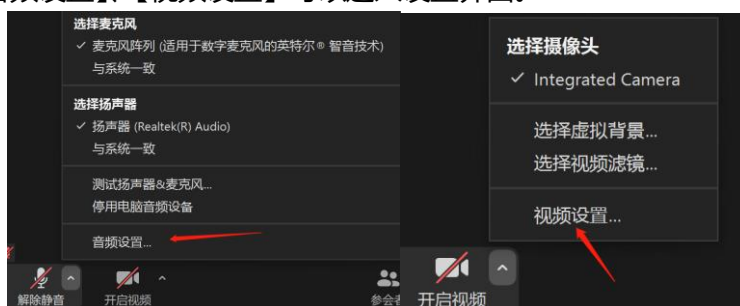 选择麦克风
麦克风阵列 (适用于数字麦克风的英特尔® 智音技术)
与系统一致
选择扬声器
扬声器 (Realtek(R) Audio)
与系统一致
测试扬声器&麦克风...
停用电脑音频设备
音频设置...
解除静音
开启视频
参会
选择摄像头
Integrated Camera
选择虚拟背景...
选择视频滤镜...
视频设置...
开启视频